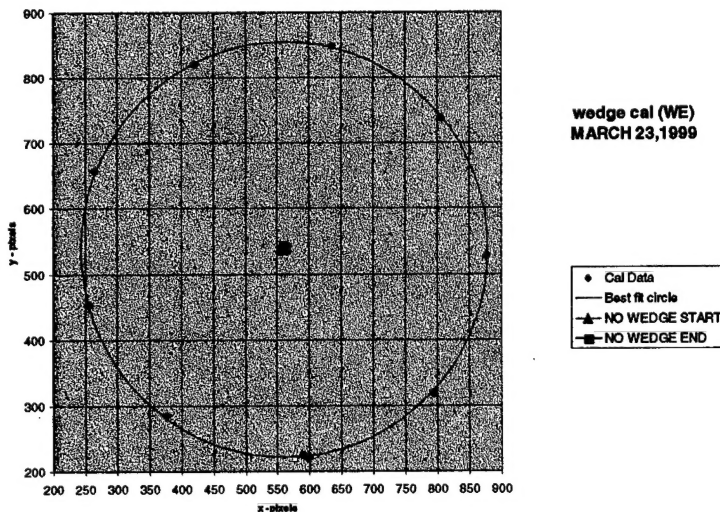 900
800
700
600
500
400
300
200
y - pixels
200 250 300 350 400 450 500 550 600 650 700 750 800 850 900
x - pixels
wedge cal (WE)
MARCH 23,1999
Cal Data
Best fit circle
NO WEDGE START
NO WEDGE END